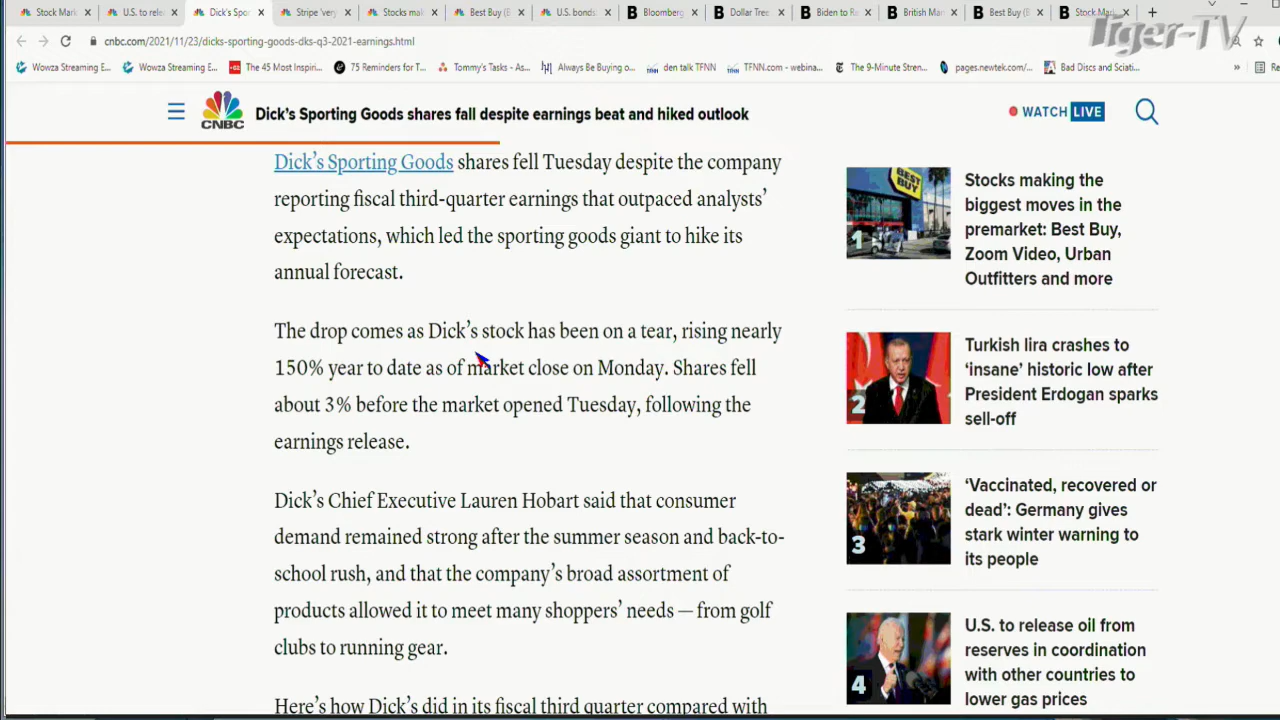 Stock Mark
U.S. to rele
Dick's Spor
Stripe 'very
Stocks mak
Best Buy (E
U.S. bonds
Bloomberg
Dollar Tree
Biden to Re
British Man
Best Buy (E
Stock Ma
Tiger-TV
cnbc.com/2021/11/23/dicks-sporting-goods-dks-q3-2021-earnings.html
Wowza Streaming E...
Wowza Streaming E...
The 45 Most Inspiri...
75 Reminders for T...
Tommy's Tasks - As...
Always Be Buying o...
den talk TFNN
TFNN.com - webina...
The 9-Minute Stren...
pages.newtek.com/...
Bad Discs and Sciati...
»
Re
CNBC
Dick's Sporting Goods shares fall despite earnings beat and hiked outlook
WATCH LIVE
Dick's Sporting Goods shares fell Tuesday despite the company
reporting fiscal third-quarter earnings that outpaced analysts'
expectations, which led the sporting goods giant to hike its
annual forecast.
The drop comes as Dick's stock has been on a tear, rising nearly
150% year to date as of market close on Monday. Shares fell
about 3% before the market opened Tuesday, following the
earnings release.
Dick's Chief Executive Lauren Hobart said that consumer
demand remained strong after the summer season and back-to-
school rush, and that the company's broad assortment of
products allowed it to meet many shoppers' needs — from golf
clubs to running gear.
Here's how Dick's did in its fiscal third quarter compared with
BEST BUY
1
Stocks making the
biggest moves in the
premarket: Best Buy,
Zoom Video, Urban
Outfitters and more
2
Turkish lira crashes to
'insane' historic low after
President Erdogan sparks
sell-off
3
'Vaccinated, recovered or
dead': Germany gives
stark winter warning to
its people
4
U.S. to release oil from
reserves in coordination
with other countries to
lower gas prices